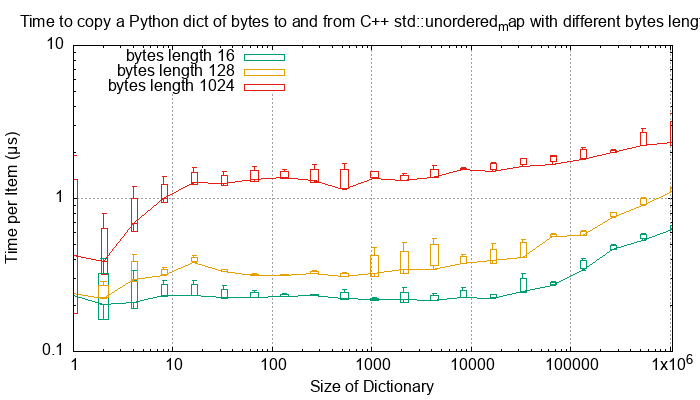 Time to copy a Python dict of bytes to and from C++ std::unordered_map with different bytes leng
10
bytes length 16
bytes length 128
bytes length 1024
Time per Item (µs)
1
0.1
1 10 100 1000 10000 100000 1x10^6
Size of Dictionary